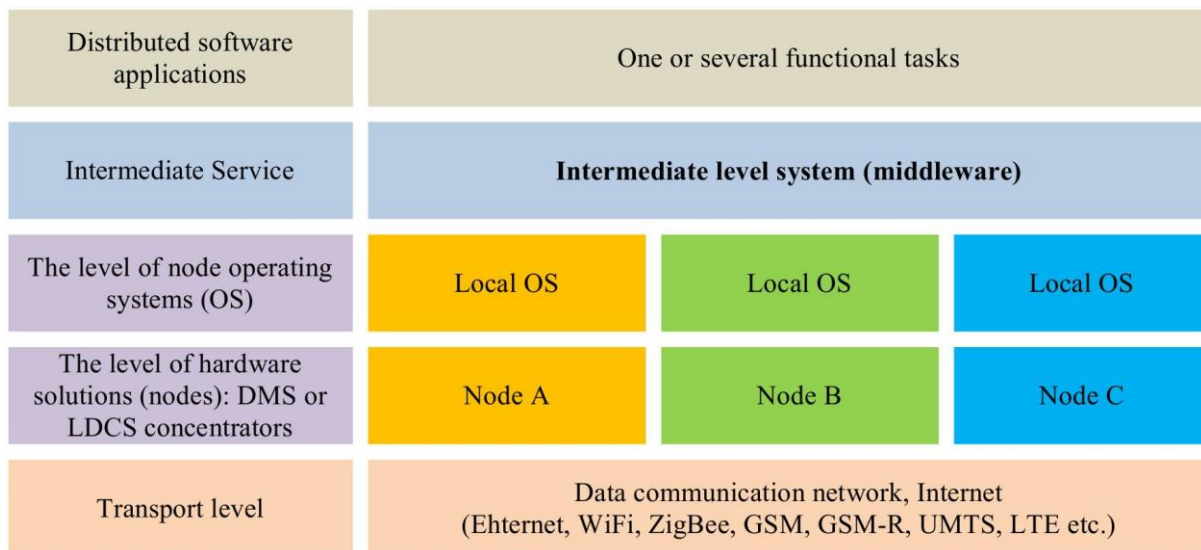 Distributed software
applications
One or several functional tasks
Intermediate Service
Intermediate level system (middleware)
The level of node operating
systems (OS)
Local OS
Local OS
Local OS
The level of hardware
solutions (nodes): DMS or
LDCS concentrators
Node A
Node B
Node C
Transport level
Data communication network, Internet
(Ehternet, WiFi, ZigBee, GSM, GSM-R, UMTS, LTE etc.)